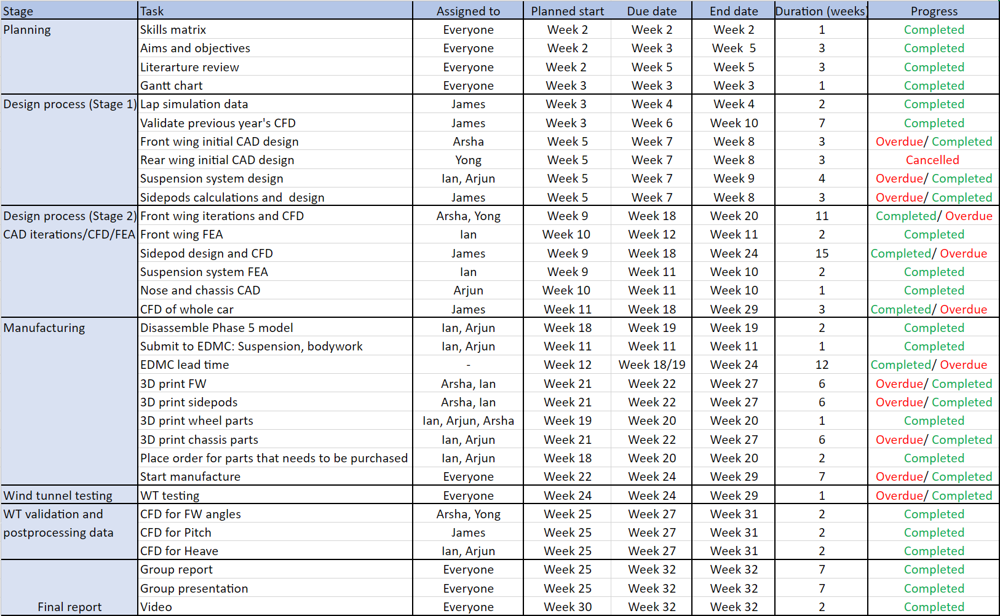 Stage Task Assigned to Planned start Due date End date Duration (weeks) Progress
Planning Skills matrix Everyone Week 2 Week 2 Week 2 1 Completed
Aims and objectives Everyone Week 2 Week 3 Week  5 3 Completed
Literarture review Everyone Week 2 Week 5 Week 5 3 Completed
Gantt chart Everyone Week 3 Week 3 Week 3 1 Completed
Design process (Stage 1) Lap simulation data James Week 3 Week 4 Week 4 2 Completed
Validate previous year's CFD James Week 3 Week 6 Week 10 7 Completed
Front wing initial CAD design Arsha Week 5 Week 7 Week 8 3 Overdue/ Completed
Rear wing initial CAD design Yong Week 5 Week 7 Week 8 3 Cancelled
Suspension system design Ian, Arjun Week 5 Week 7 Week 9 4 Overdue/ Completed
Sidepods calculations and  design James Week 5 Week 7 Week 8 3 Overdue/ Completed
Design process (Stage 2) Front wing iterations and CFD Arsha, Yong Week 9 Week 18 Week 20 11 Completed/ Overdue
CAD iterations/CFD/FEA Front wing FEA Ian Week 10 Week 12 Week 11 2 Completed
Sidepod design and CFD James Week 9 Week 18 Week 24 15 Completed/ Overdue
Suspension system FEA Ian Week 9 Week 11 Week 10 2 Completed
Nose and chassis CAD Arjun Week 10 Week 11 Week 10 1 Completed
CFD of whole car James Week 11 Week 18 Week 29 3 Completed/ Overdue
Manufacturing Disassemble Phase 5 model Ian, Arjun Week 18 Week 19 Week 19 2 Completed
Submit to EDMC: Suspension, bodywork Ian, Arjun Week 11 Week 11 Week 11 1 Completed
EDMC lead time - Week 12 Week 18/19 Week 24 12 Completed/ Overdue
3D print FW Arsha, Ian Week 21 Week 22 Week 27 6 Overdue/ Completed
3D print sidepods Arsha, Ian Week 21 Week 22 Week 27 6 Overdue/ Completed
3D print wheel parts Ian, Arjun, Arsha Week 19 Week 20 Week 20 1 Completed
3D print chassis parts Ian, Arjun Week 21 Week 22 Week 27 6 Overdue/ Completed
Place order for parts that needs to be purchased Ian, Arjun Week 18 Week 20 Week 20 2 Completed
Start manufacture Everyone Week 22 Week 24 Week 29 7 Overdue/ Completed
Wind tunnel testing WT testing Everyone Week 24 Week 24 Week 29 1 Overdue/ Completed
WT validation and CFD for FW angles Arsha, Yong Week 25 Week 27 Week 31 2 Completed
postprocessing data CFD for Pitch James Week 25 Week 27 Week 31 2 Completed
CFD for Heave Ian, Arjun Week 25 Week 27 Week 31 2 Completed
Group report Everyone Week 25 Week 32 Week 32 7 Completed
Group presentation Everyone Week 25 Week 32 Week 32 7 Completed
Final report Video Everyone Week 30 Week 32 Week 32 2 Completed